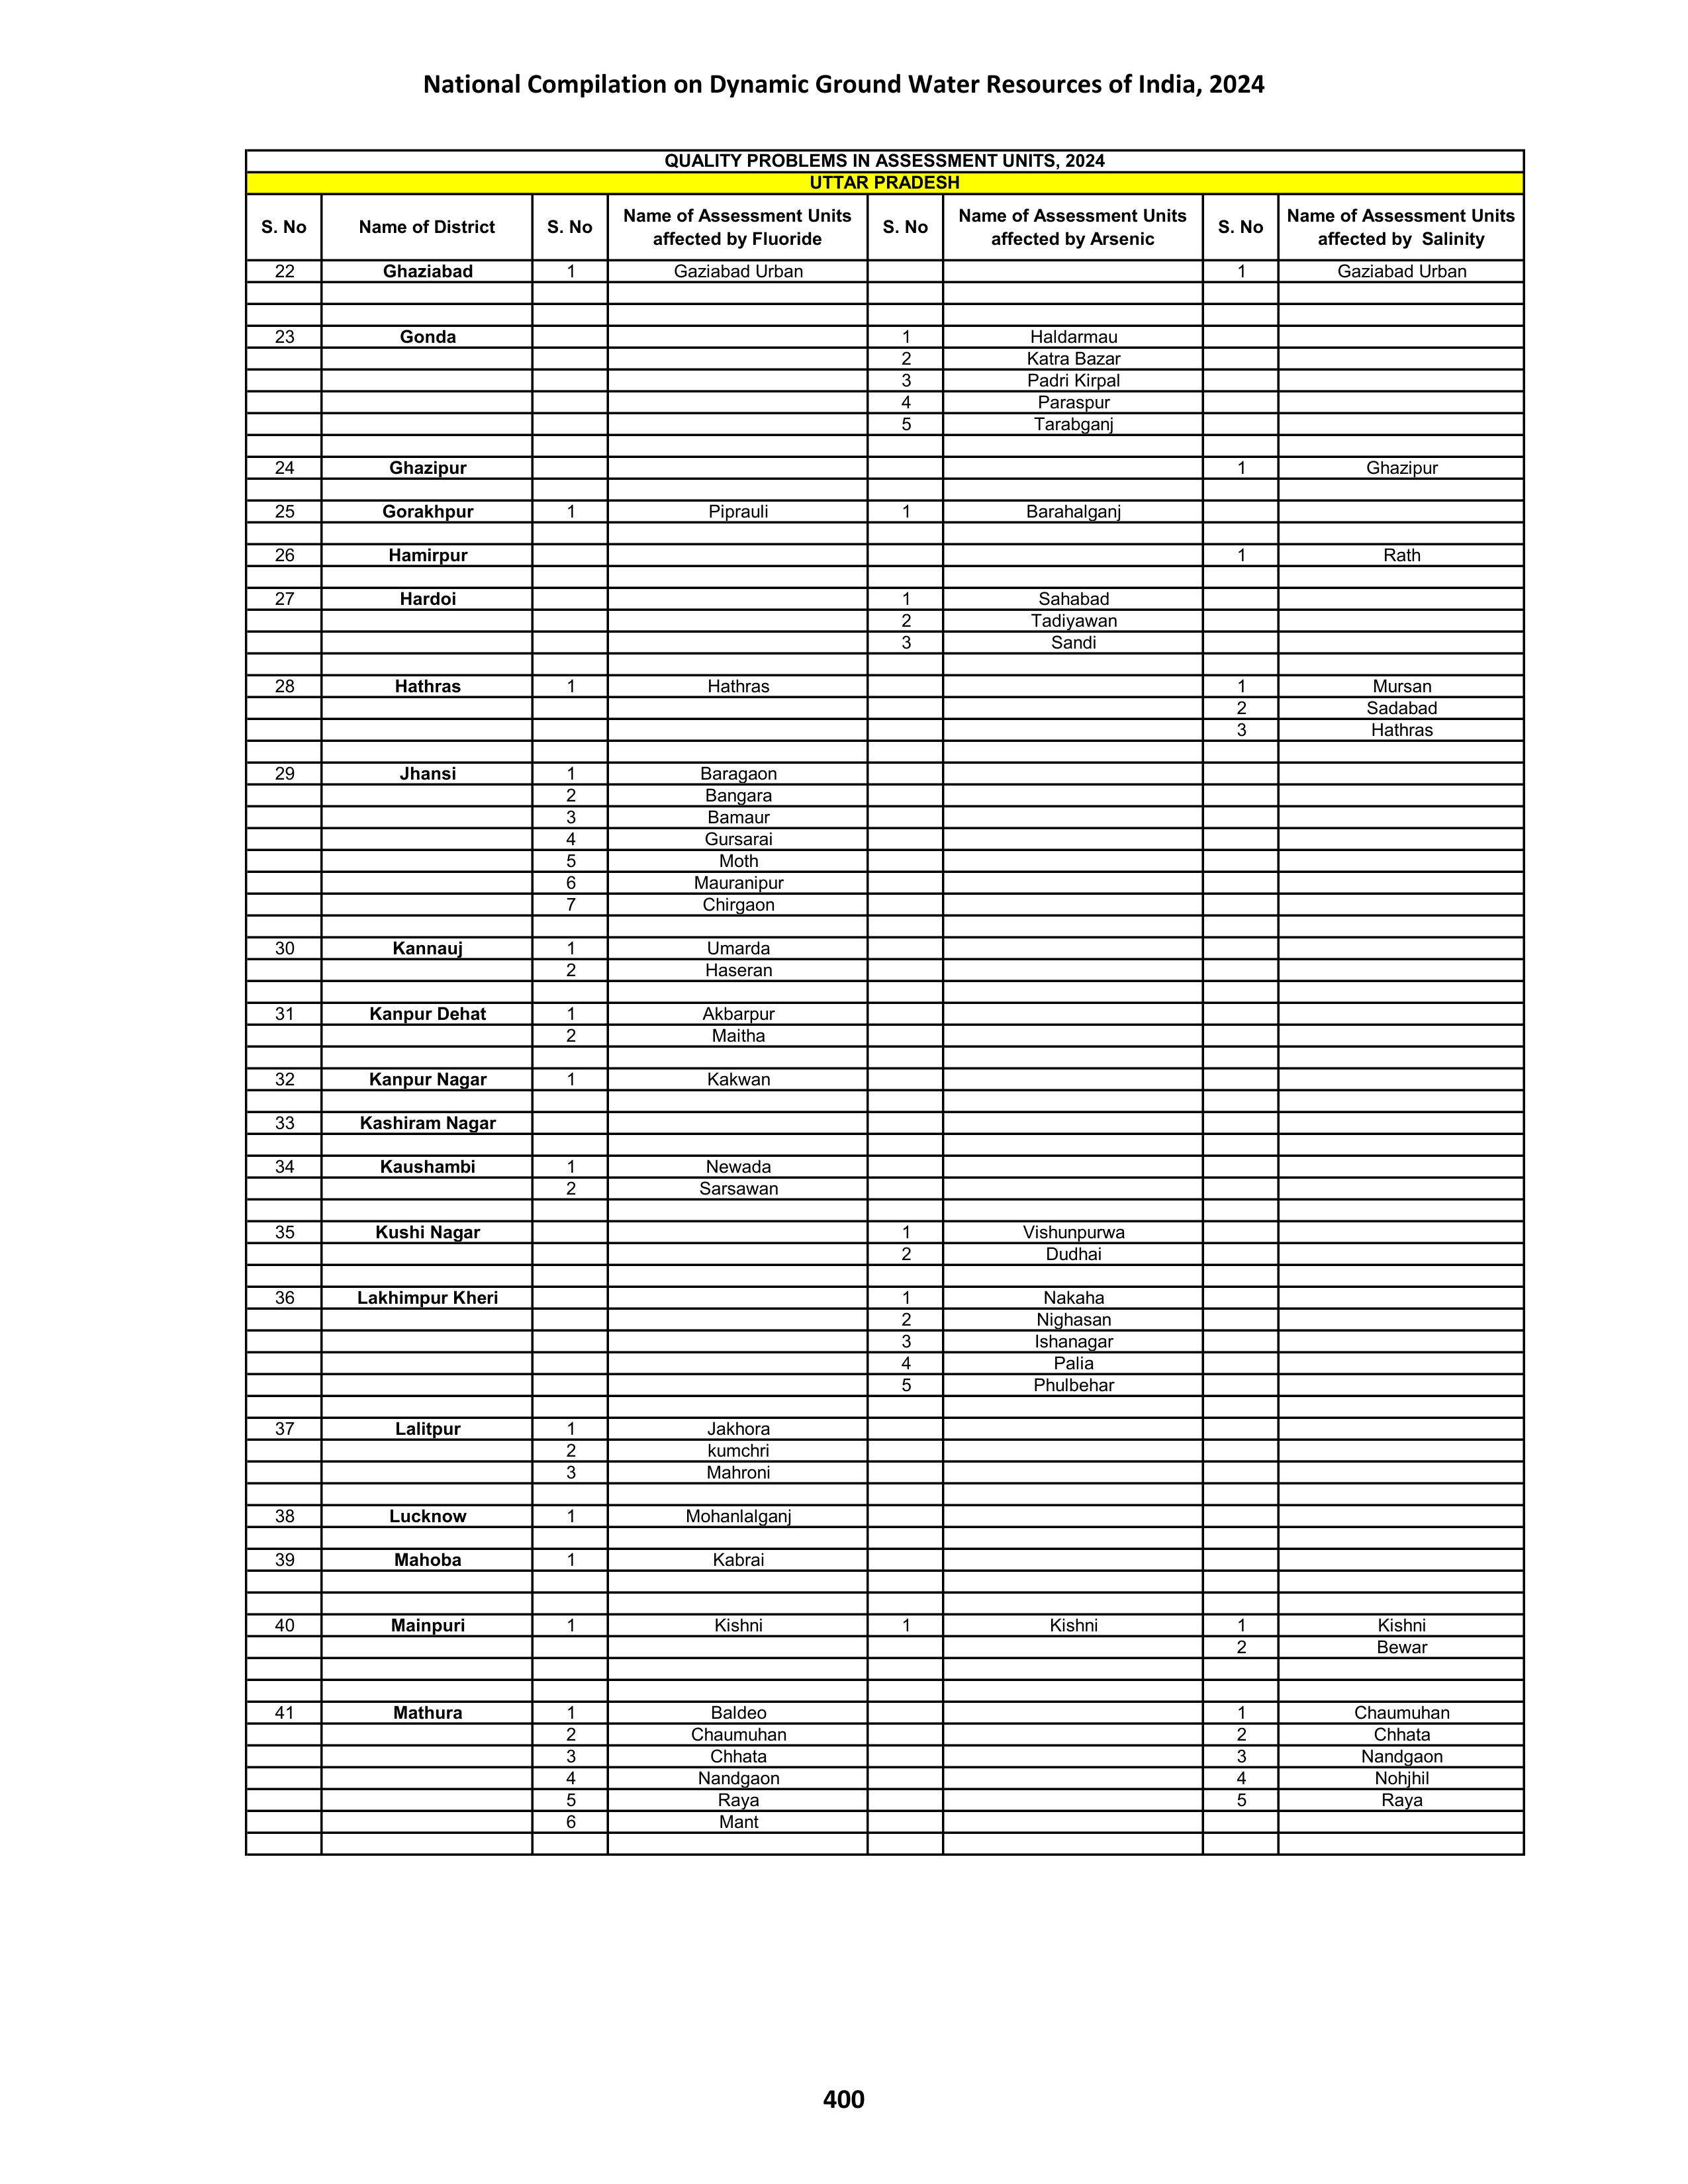 National Compilation on Dynamic Ground Water Resources of India, 2024
QUALITY PROBLEMS IN ASSESSMENT UNITS, 2024
UTTAR PRADESH
S. No Name of District S. No Name of Assessment Units affected by Fluoride S. No Name of Assessment Units affected by Arsenic S. No Name of Assessment Units affected by Salinity
22 Ghaziabad 1 Gaziabad Urban 1 Gaziabad Urban
23 Gonda 1 Haldarmau
2 Katra Bazar
3 Padri Kirpal
4 Paraspur
5 Tarabganj
24 Ghazipur 1 Ghazipur
25 Gorakhpur 1 Piprauli 1 Barahalganj
26 Hamirpur 1 Rath
27 Hardoi 1 Sahabad
2 Tadiyawan
3 Sandi
28 Hathras 1 Hathras 1 Mursan
2 Sadabad
3 Hathras
29 Jhansi 1 Baragaon
2 Bangara
3 Bamaur
4 Gursarai
5 Moth
6 Mauranipur
7 Chirgaon
30 Kannauj 1 Umarda
2 Haseran
31 Kanpur Dehat 1 Akbarpur
2 Maitha
32 Kanpur Nagar 1 Kakwan
33 Kashiram Nagar
34 Kaushambi 1 Newada
2 Sarsawan
35 Kushi Nagar 1 Vishunpurwa
2 Dudhai
36 Lakhimpur Kheri 1 Nakaha
2 Nighasan
3 Ishanagar
4 Palia
5 Phulbehar
37 Lalitpur 1 Jakhora
2 kumchri
3 Mahroni
38 Lucknow 1 Mohanlalganj
39 Mahoba 1 Kabrai
40 Mainpuri 1 Kishni 1 Kishni 1 Kishni
2 Bewar
41 Mathura 1 Baldeo 1 Chaumuhan
2 Chaumuhan 2 Chhata
3 Chhata 3 Nandgaon
4 Nandgaon 4 Nohjhil
5 Raya 5 Raya
6 Mant
400